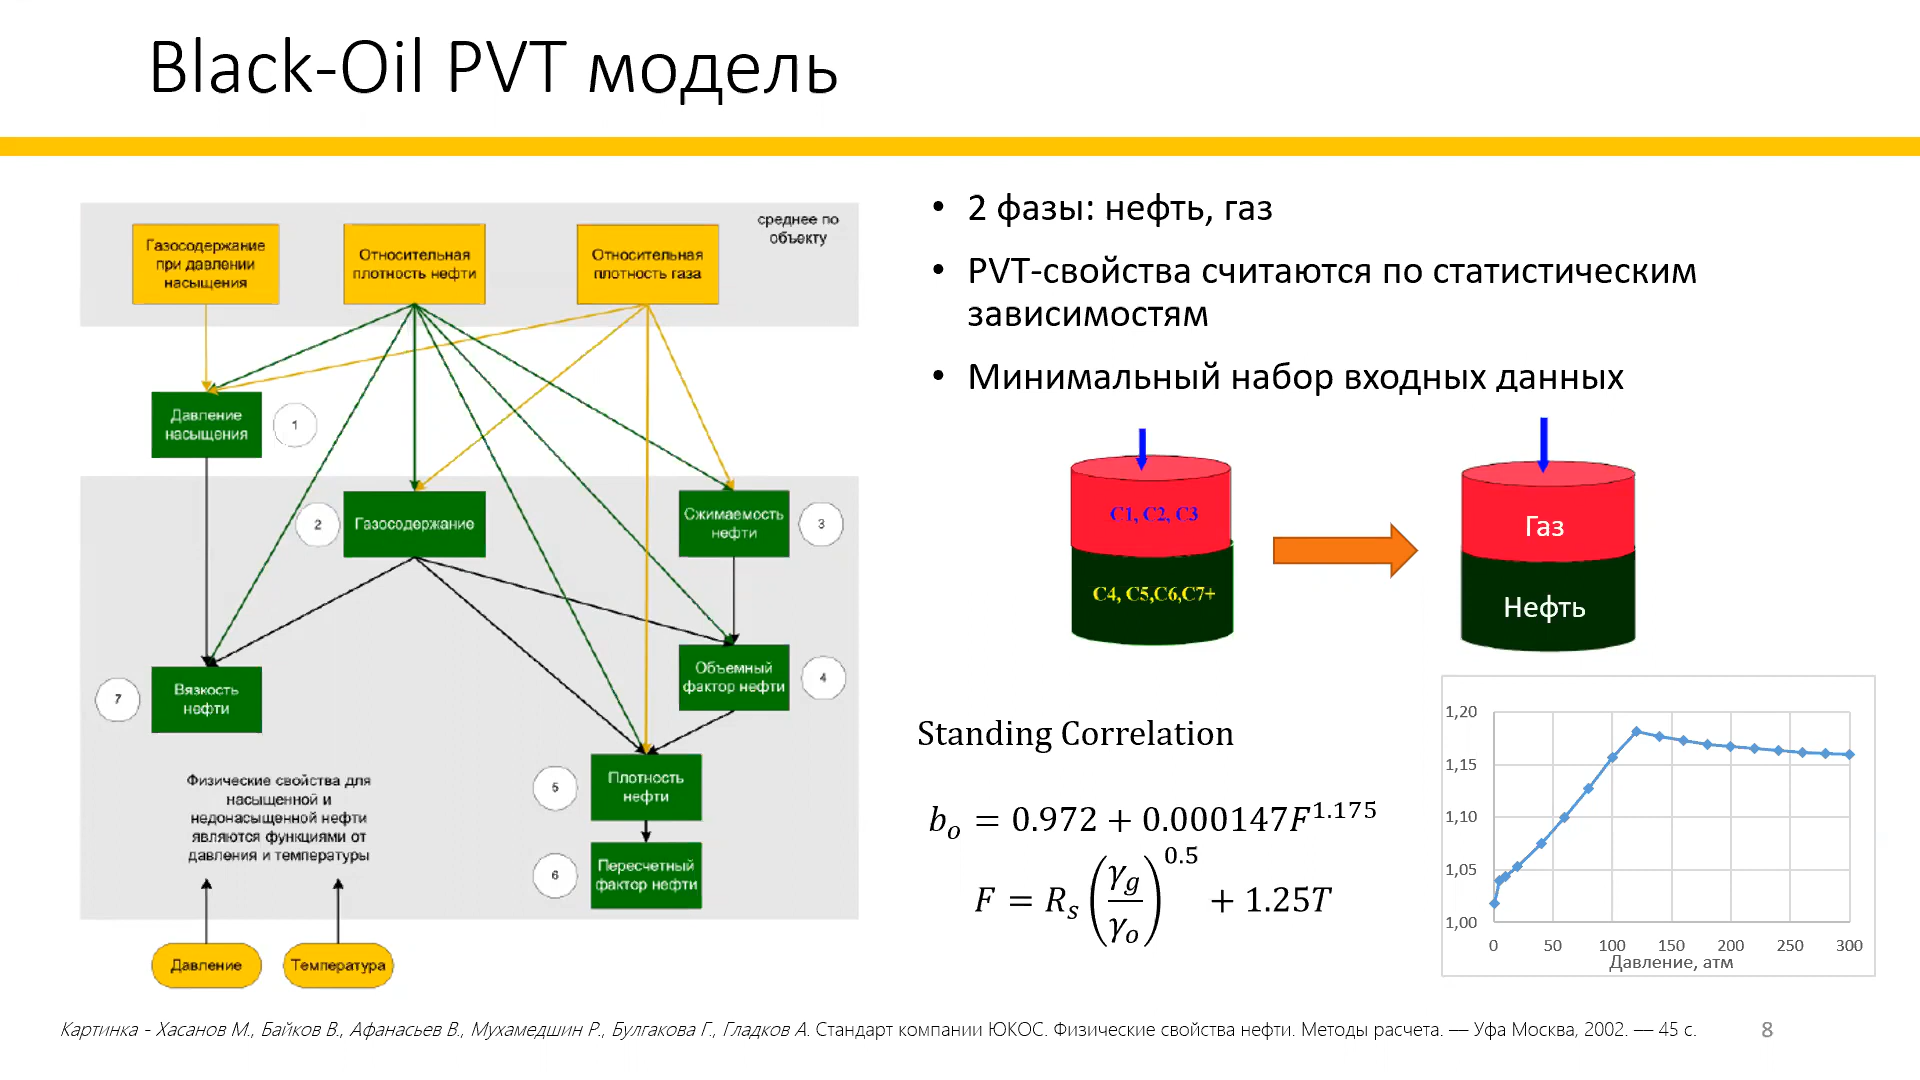 Black-Oil PVT модель
среднее по
объекту
Газосодержание
при давлении
насыщения
Относительная
плотность нефти
Относительная
плотность газа
Давление
насыщения
1
2
Газосодержание
Сжимаемость
нефти
3
Объемный
фактор нефти
4
7
Вязкость
нефти
5
Плотность
нефти
6
Пересчетный
фактор нефти
Физические свойства для
насыщенной и
недонасыщенной нефти
являются функциями от
давления и температуры
Давление
Температура
• 2 фазы: нефть, газ
• PVT-свойства считаются по статистическим
зависимостям
• Минимальный набор входных данных
C1, C2, C3
C4, C5,C6,C7+
Газ
Нефть
Standing Correlation
b_o = 0.972 + 0.000147F^{1.175}
F = R_s (γ_g/γ_o)^{0.5} + 1.25T
1,20
1,15
1,10
1,05
1,00
0 50 100 150 200 250 300
Давление, атм
Картинка - Хасанов М., Байков В., Афанасьев В., Мухамедшин Р., Булгакова Г., Гладков А. Стандарт компании ЮКОС. Физические свойства нефти. Методы расчета. — Уфа Москва, 2002. — 45 с.
8